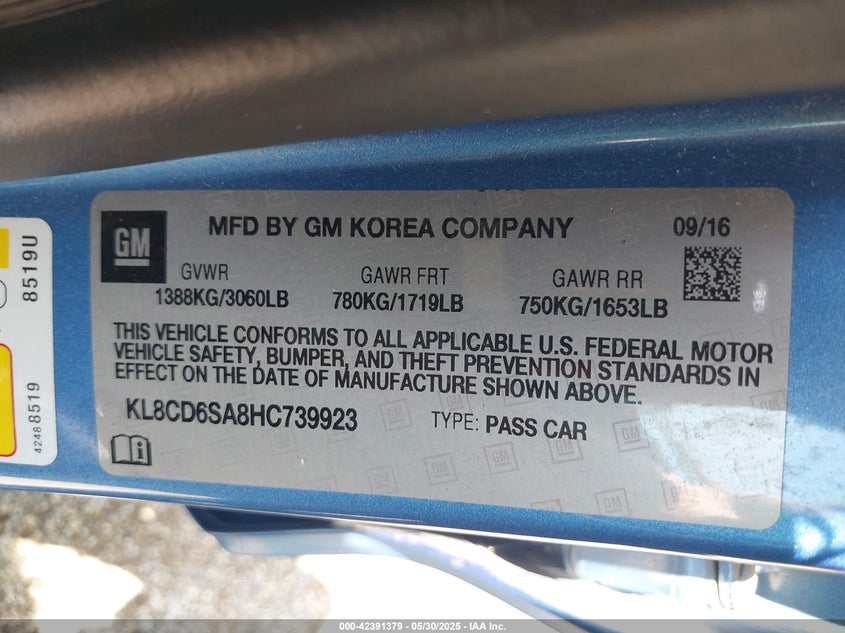 GM
MFD BY GM KOREA COMPANY 09/16
GVWR GAWR FRT GAWR RR
1388KG/3060LB 780KG/1719LB 750KG/1653LB
THIS VEHICLE CONFORMS TO ALL APPLICABLE U.S. FEDERAL MOTOR
VEHICLE SAFETY, BUMPER, AND THEFT PREVENTION STANDARDS IN
EFFECT ON THE DATE OF MANUFACTURE SHOWN ABOVE.
KL8CD6SA8HC739923 TYPE: PASS CAR
8519U
4248 8519
000-42391379 - 05/30/2025 - IAA Inc.